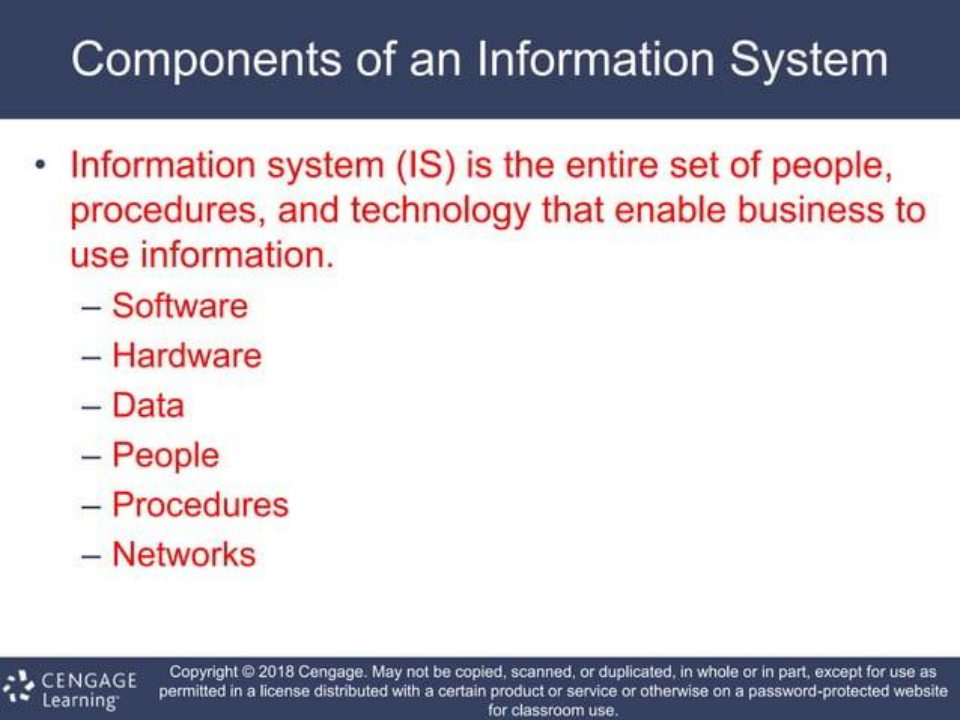 Components of an Information System
• Information system (IS) is the entire set of people,
procedures, and technology that enable business to
use information.
– Software
– Hardware
– Data
– People
– Procedures
– Networks
CENGAGE
Learning™
Copyright © 2018 Cengage. May not be copied, scanned, or duplicated, in whole or in part, except for use as
permitted in a license distributed with a certain product or service or otherwise on a password-protected website
for classroom use.